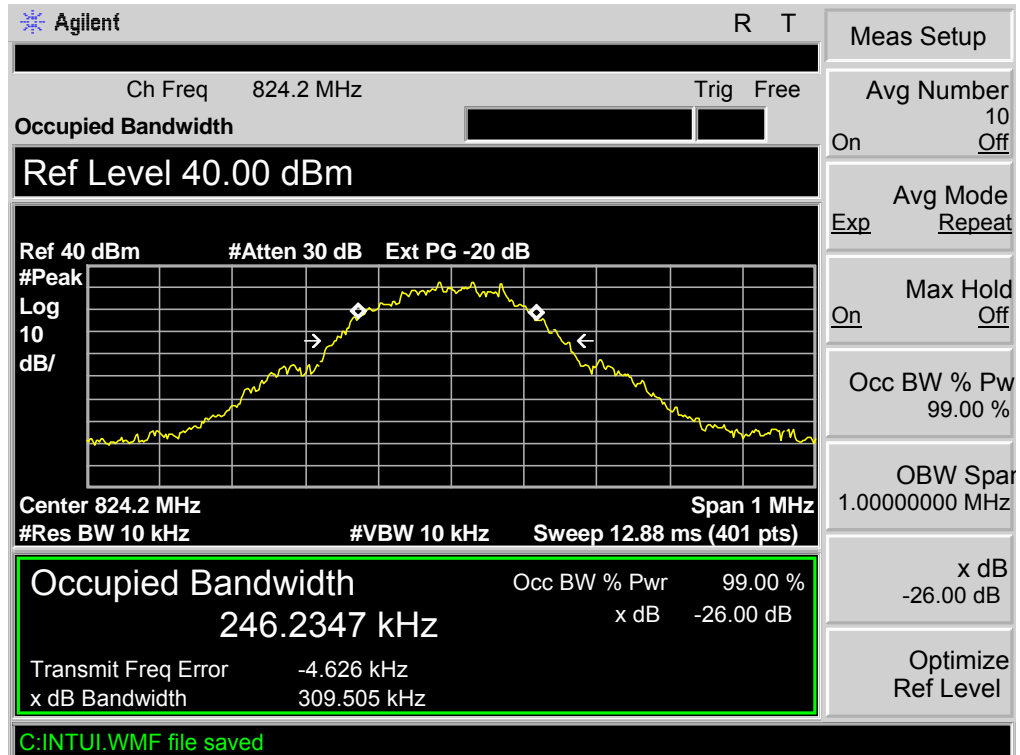 Agilent R T
Ch Freq 824.2 MHz Trig Free
Occupied Bandwidth
Ref Level 40.00 dBm
Ref 40 dBm #Atten 30 dB Ext PG -20 dB
#Peak
Log
10
dB/
Center 824.2 MHz Span 1 MHz
#Res BW 10 kHz #VBW 10 kHz Sweep 12.88 ms (401 pts)
Occupied Bandwidth Occ BW % Pwr 99.00 %
246.2347 kHz x dB -26.00 dB
Transmit Freq Error -4.626 kHz
x dB Bandwidth 309.505 kHz
C:INTUI.WMF file saved
Meas Setup
Avg Number
10
On Off
Avg Mode
Exp Repeat
Max Hold
On Off
Occ BW % Pw
99.00 %
OBW Spar
1.00000000 MHz
x dB
-26.00 dB
Optimize
Ref Level